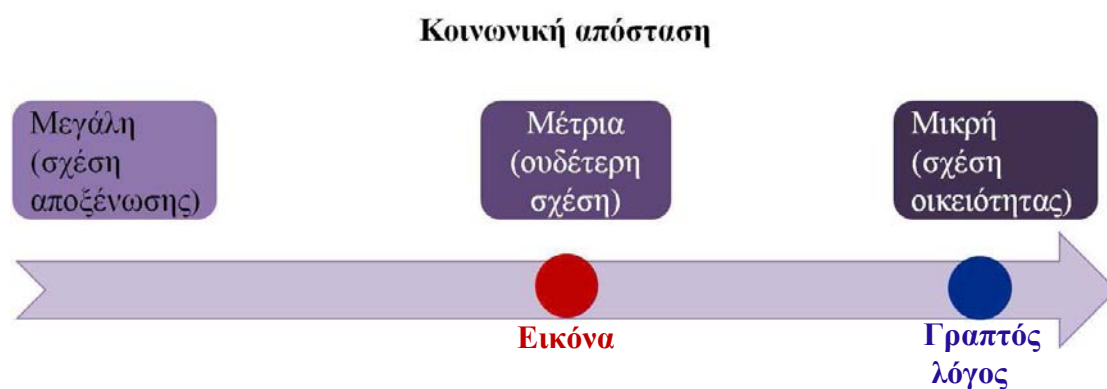 Κοινωνική απόσταση
Μεγάλη
(σχέση
αποξένωσης)
Μέτρια
(ουδέτερη
σχέση)
Μικρή
(σχέση
οικειότητας)
Εικόνα
Γραπτός
λόγος